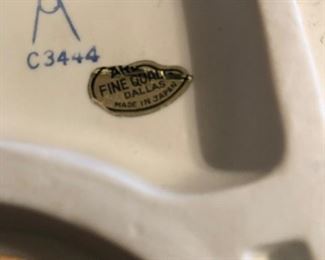 C3444
FINE QUALITY
DALLAS
MADE IN JAPAN